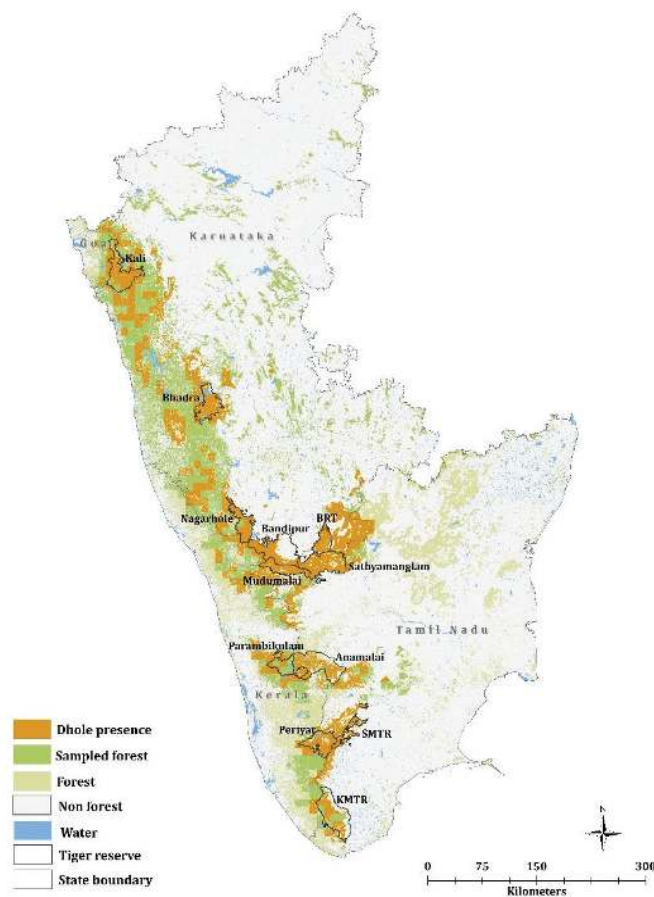 Goa
Karnataka
Kali
Bhadra
Nagarhole
Bandipur
BRT
Sathyamanglam
Mudumalai
Tamil Nadu
Parambikulam
Anamalai
Kerala
Periyar
SMTR
KMTR
Dhole presence
Sampled forest
Forest
Non forest
Water
Tiger reserve
State boundary
N
0 75 150 300
Kilometers